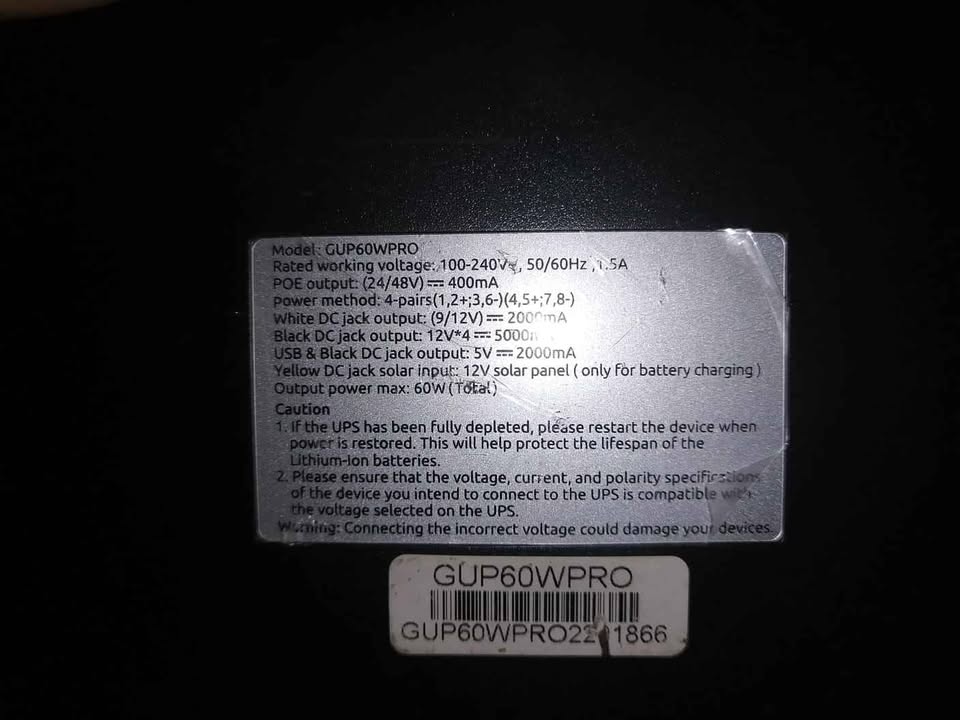 Model: GUP60WPRO
Rated working voltage: 100-240V~, 50/60Hz ,1.5A
POE output: (24/48V) ⎓ 400mA
Power method: 4-pairs(1,2+;3,6-)(4,5+;7,8-)
White DC jack output: (9/12V) ⎓ 2000mA
Black DC jack output: 12V*4 ⎓
USB & Black DC jack output: 5V ⎓ 2000mA
Yellow DC jack solar input: 12V solar panel ( only for battery charging )
Output power max: 60W (Total)
Caution
1. If the UPS has been fully depleted, please restart the device when
power is restored. This will help protect the lifespan of the
Lithium-Ion batteries.
2. Please ensure that the voltage, current, and polarity specifications
of the device you intend to connect to the UPS is compatible with
the voltage selected on the UPS.
Warning: Connecting the incorrect voltage could damage your devices.
GUP60WPRO